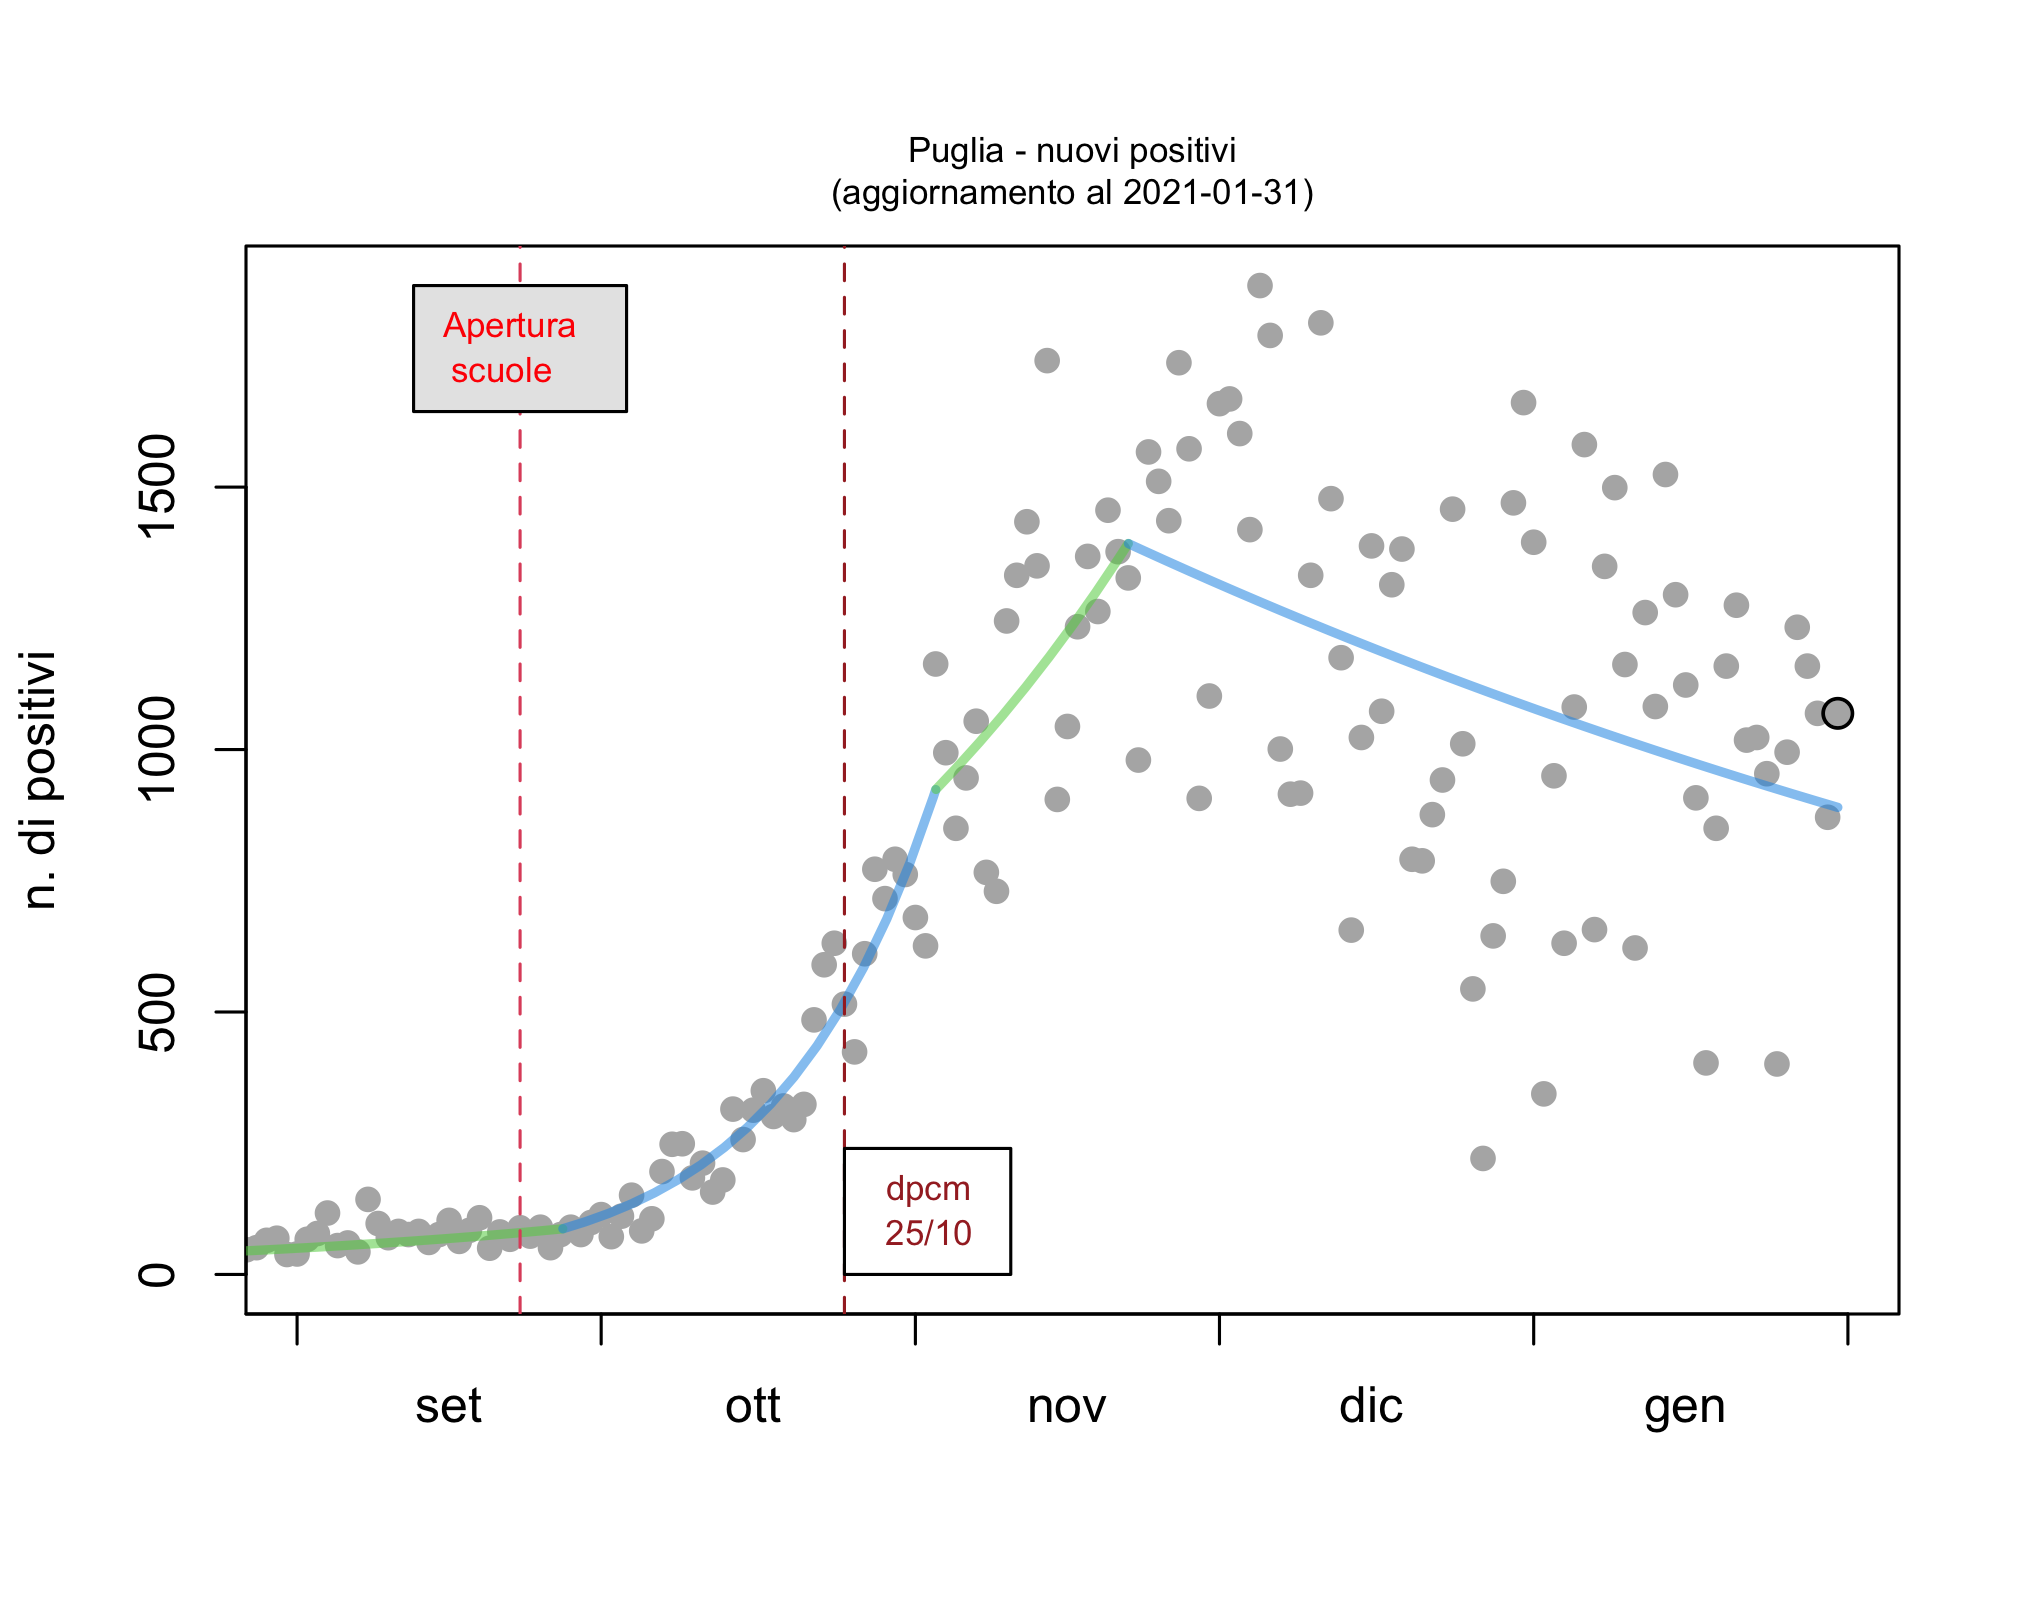 Puglia - nuovi positivi
(aggiornamento al 2021-01-31)
Apertura
scuole
n. di positivi
1500
1000
500
0
dpcm
25/10
set
ott
nov
dic
gen